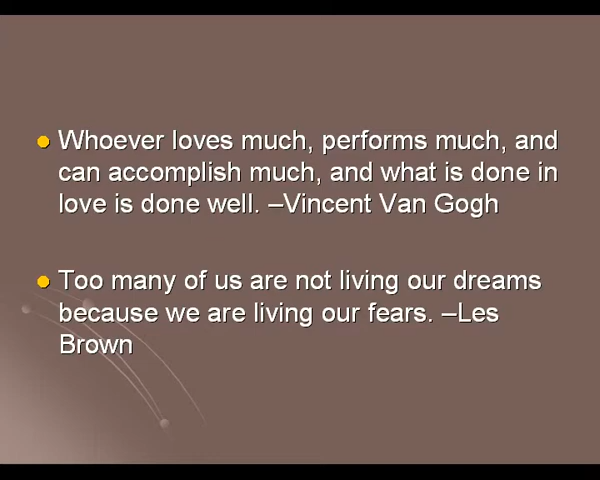 Whoever loves much, performs much, and
can accomplish much, and what is done in
love is done well. –Vincent Van Gogh
Too many of us are not living our dreams
because we are living our fears. –Les
Brown